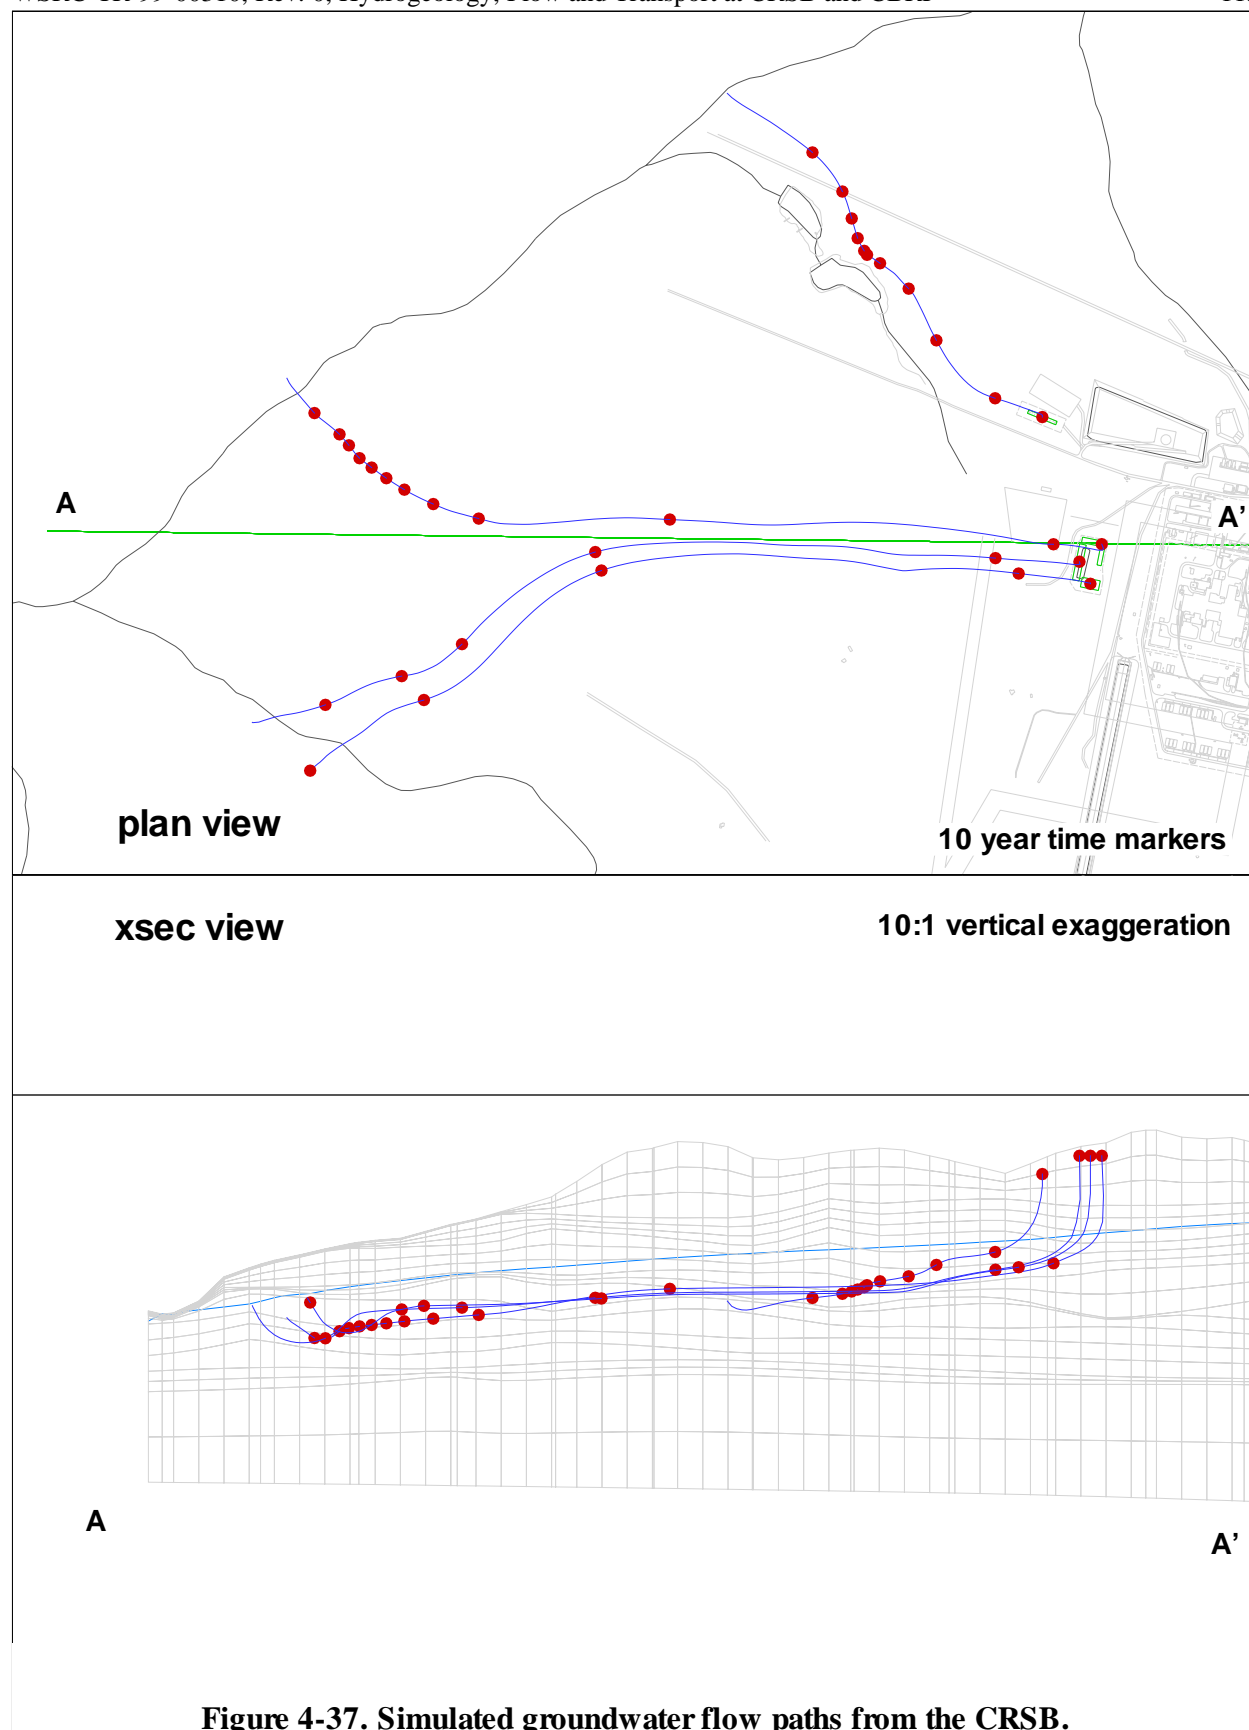 A
A’
plan view
10 year time markers
xsec view
10:1 vertical exaggeration
A
A’
Figure 4-37. Simulated groundwater flow paths from the CRSB.